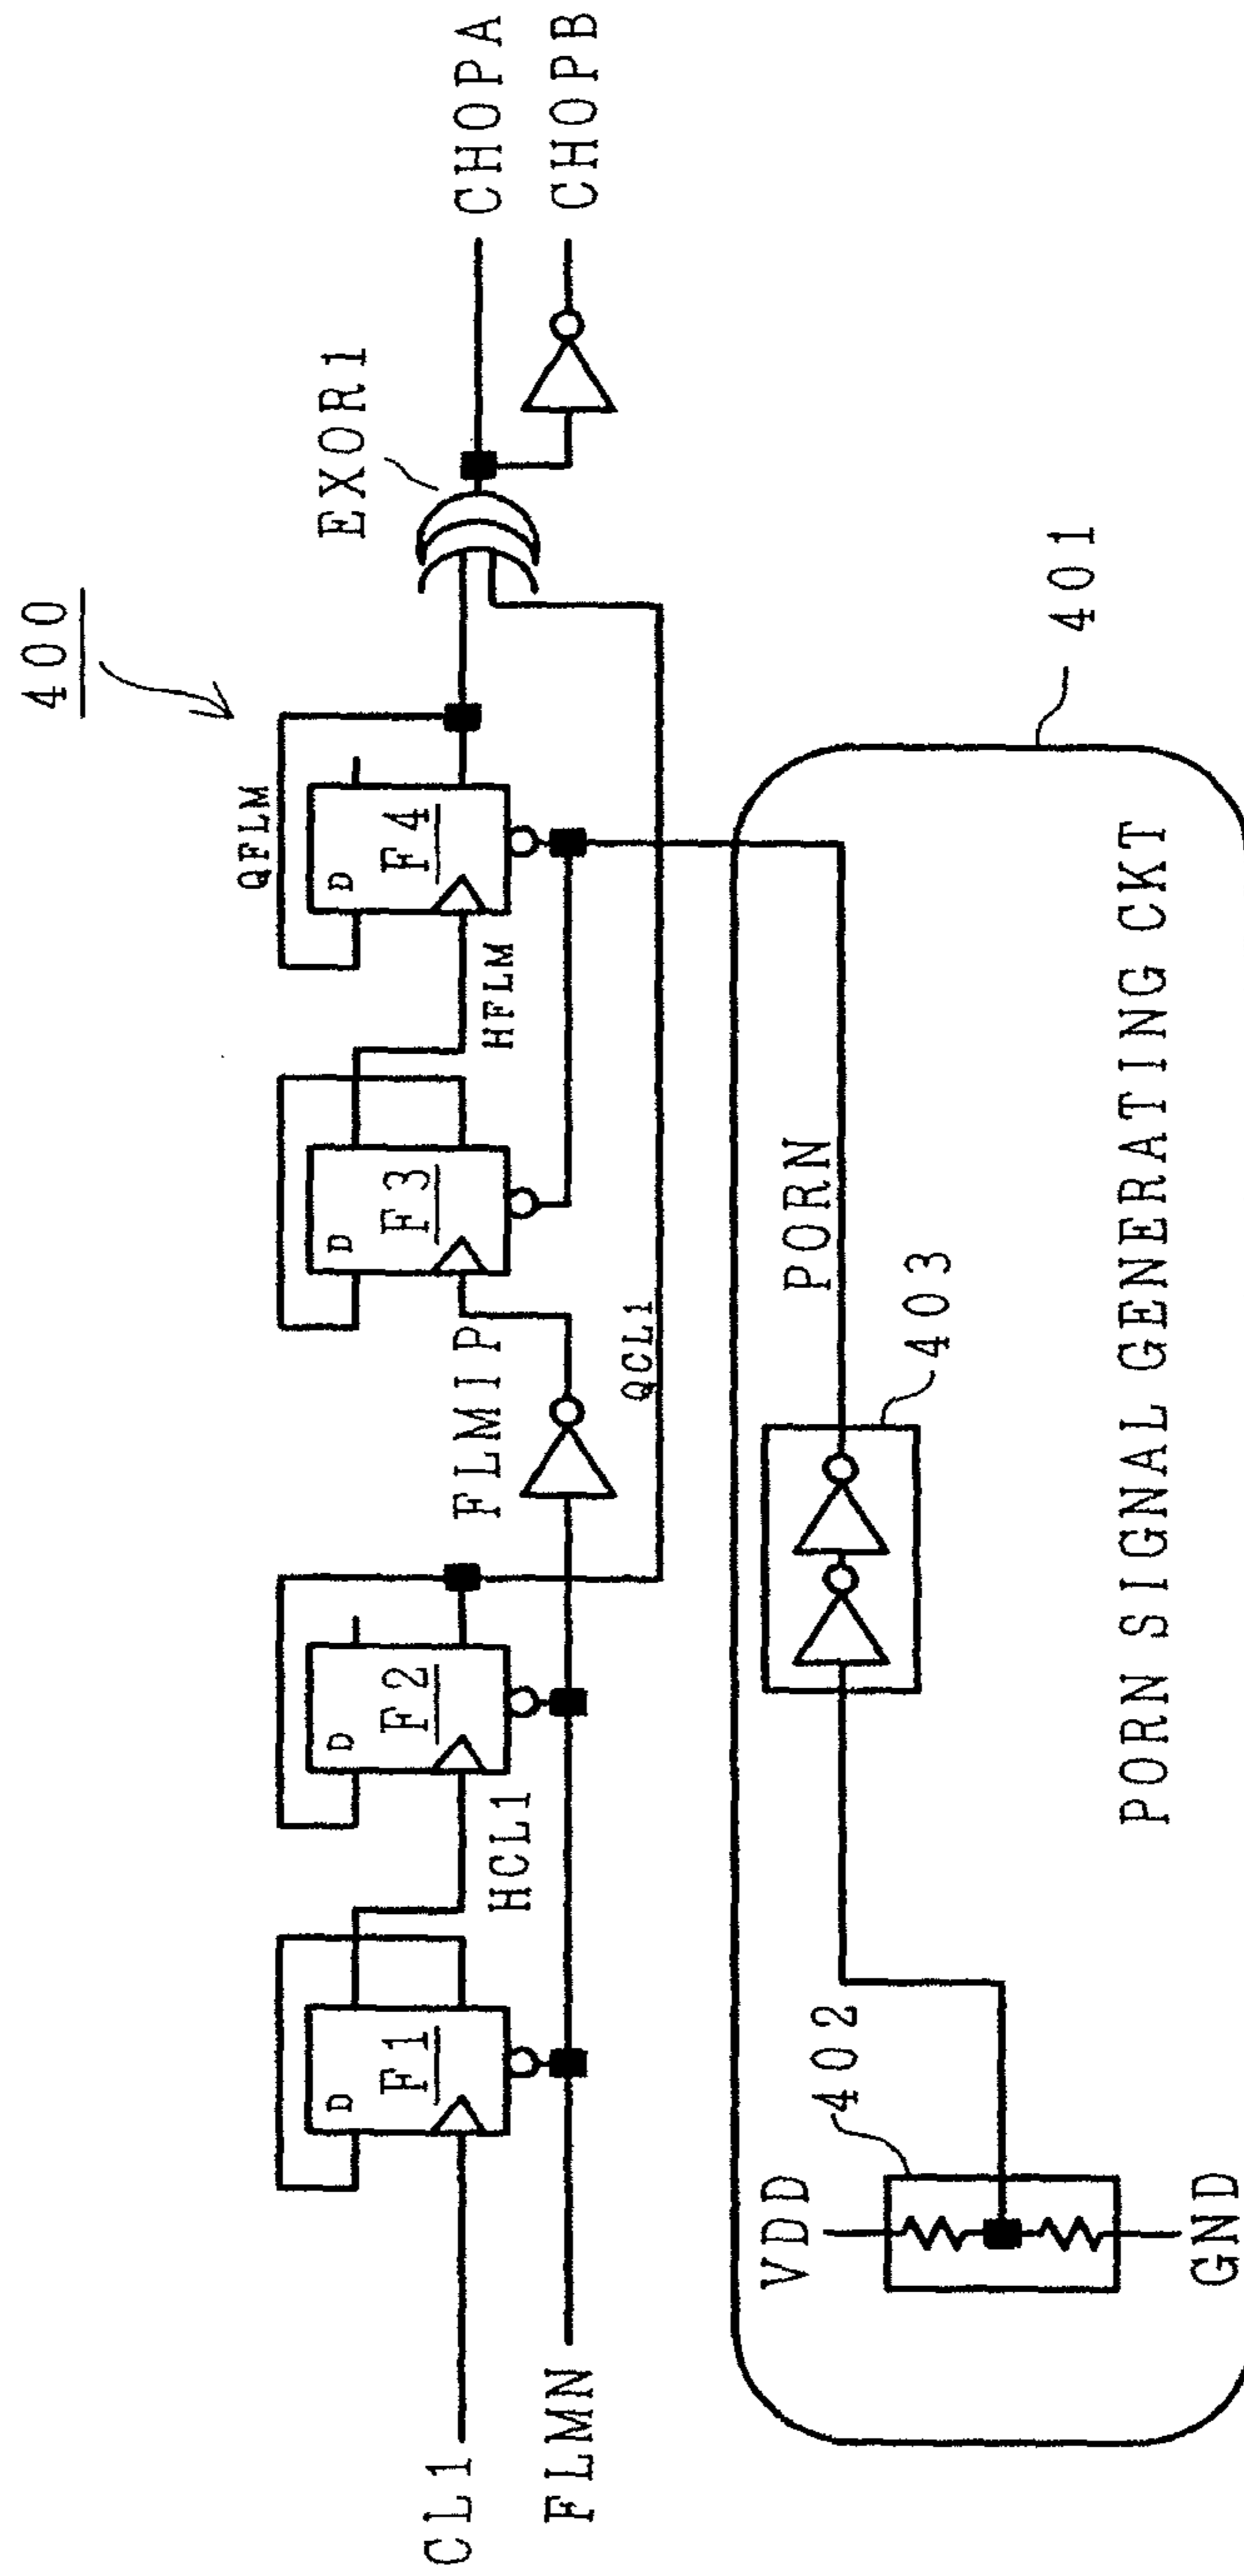 400
EXOR1
CHOPA
CHOPB
QFLM
D
F1
D
F2
D
F3
D
F4
HCL1
FLMIP
HFLM
QCL1
CL1
FLMN
401
PORN
403
402
VDD
GND
PORN SIGNAL GENERATING CKT